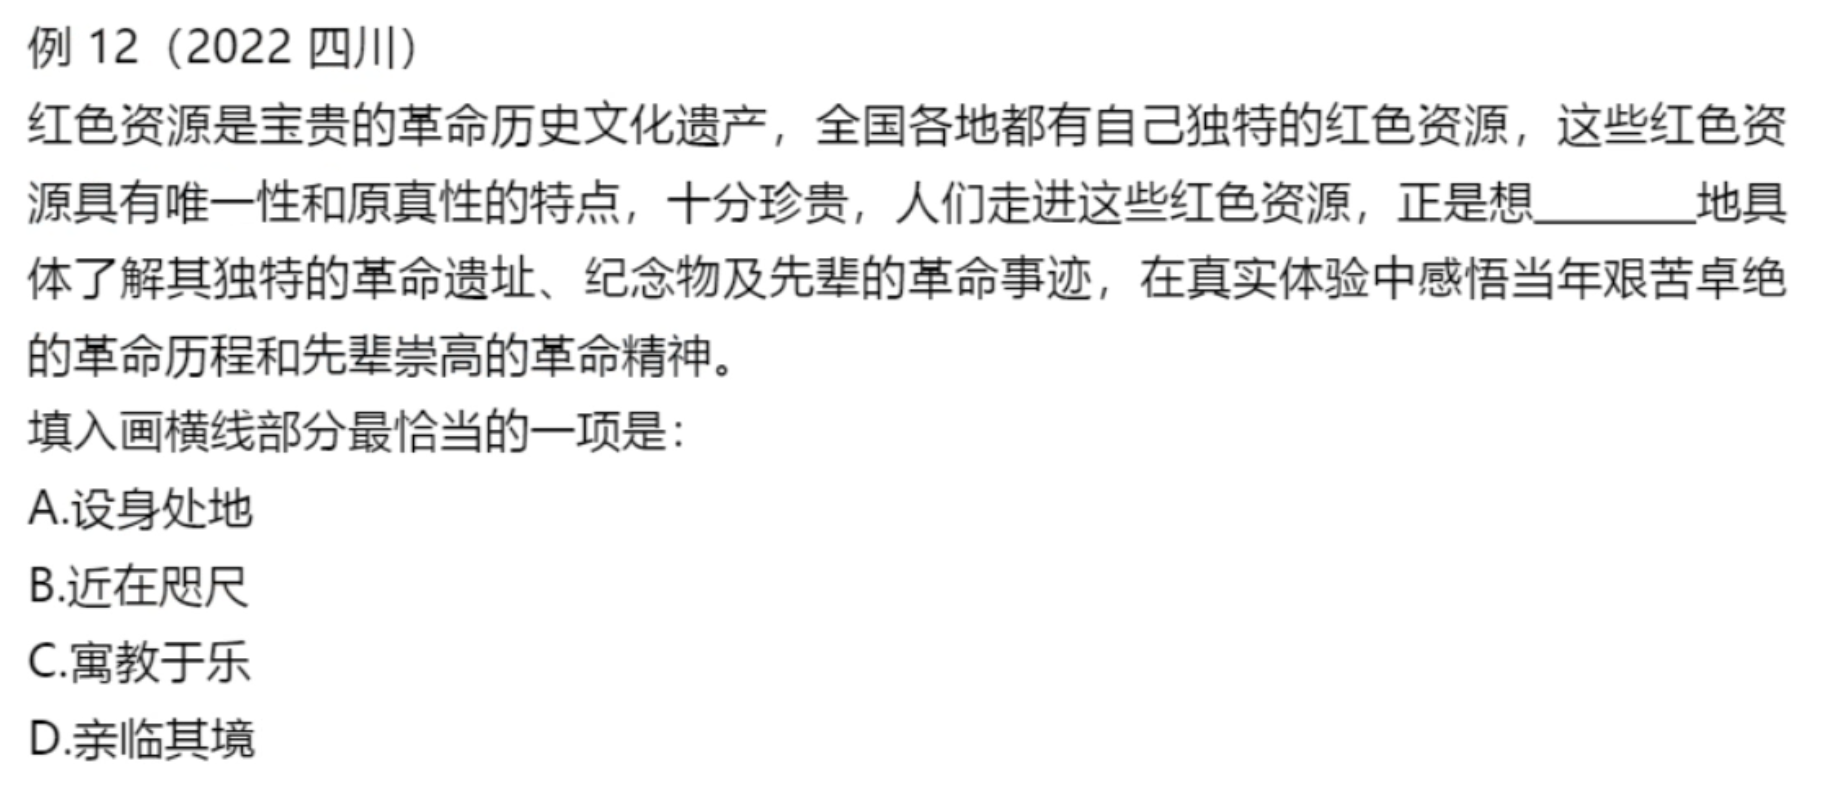 例 12（2022 四川）
红色资源是宝贵的革命历史文化遗产，全国各地都有自己独特的红色资源，这些红色资
源具有唯一性和原真性的特点，十分珍贵，人们走进这些红色资源，正是想________地具
体了解其独特的革命遗址、纪念物及先辈的革命事迹，在真实体验中感悟当年艰苦卓绝
的革命历程和先辈崇高的革命精神。
填入画横线部分最恰当的一项是：
A.设身处地
B.近在咫尺
C.寓教于乐
D.亲临其境